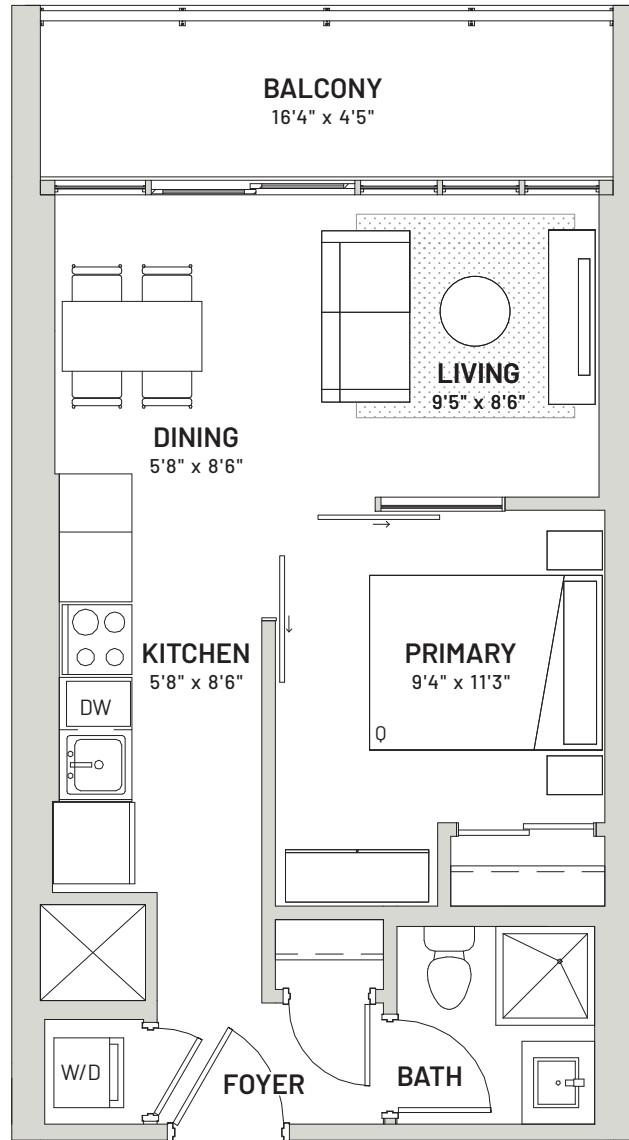 BALCONY
16'4" x 4'5"
LIVING
9'5" x 8'6"
DINING
5'8" x 8'6"
KITCHEN
5'8" x 8'6"
PRIMARY
9'4" x 11'3"
DW
Q
W/D
FOYER
BATH